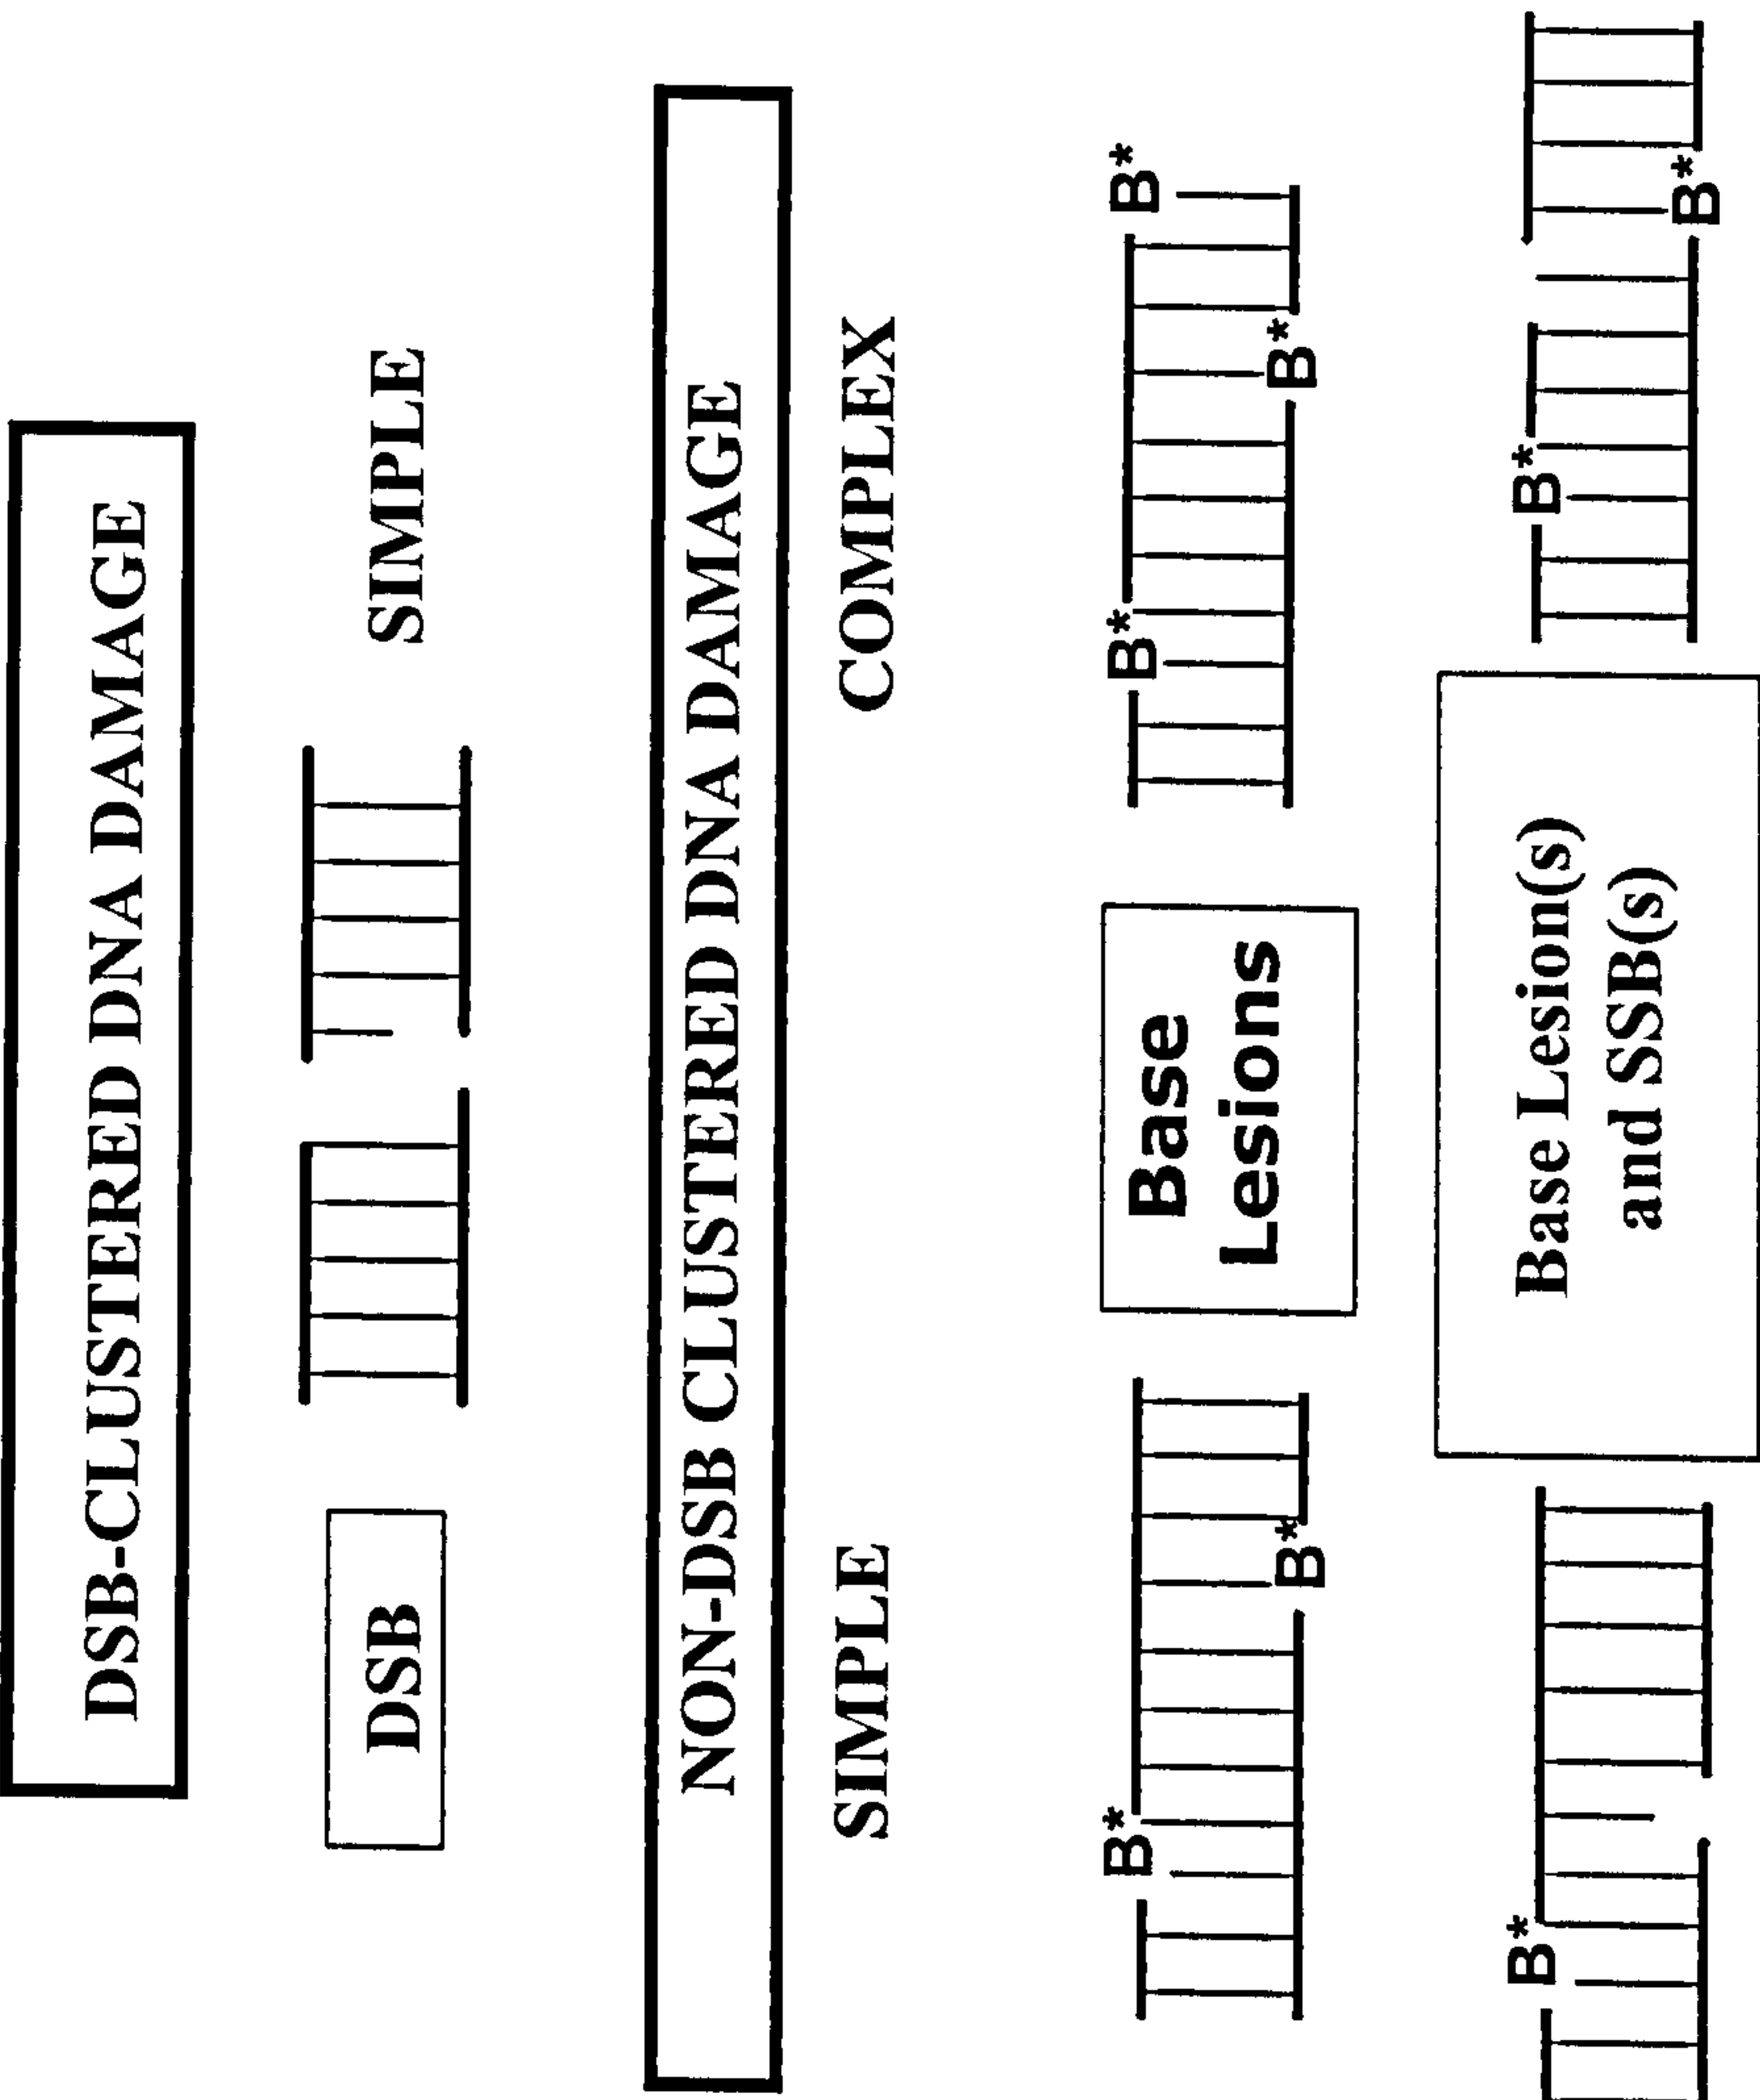 DSB-CLUSTERED DNA DAMAGE
DSB
SIMPLE
NON-DSB CLUSTERED DNA DAMAGE
SIMPLE
COMPLEX
B*
B*
Base
Lesions
B*
B*
B*
B*
Base Lesion(s)
and SSB(s)
B*
B*